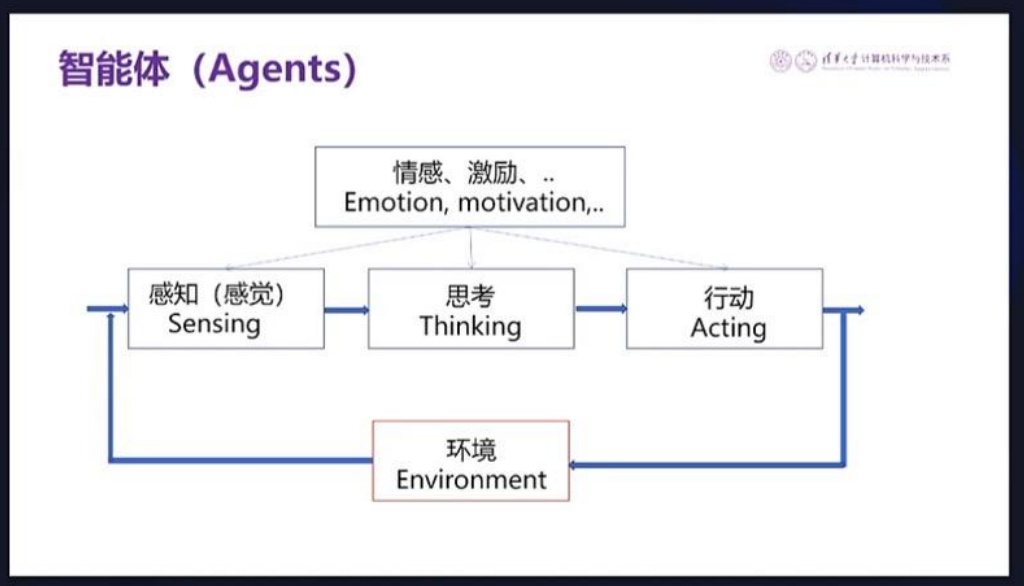 智能体（Agents）
清华大学计算机科学与技术系
情感、激励、..
Emotion, motivation,..
感知（感觉）
Sensing
思考
Thinking
行动
Acting
环境
Environment